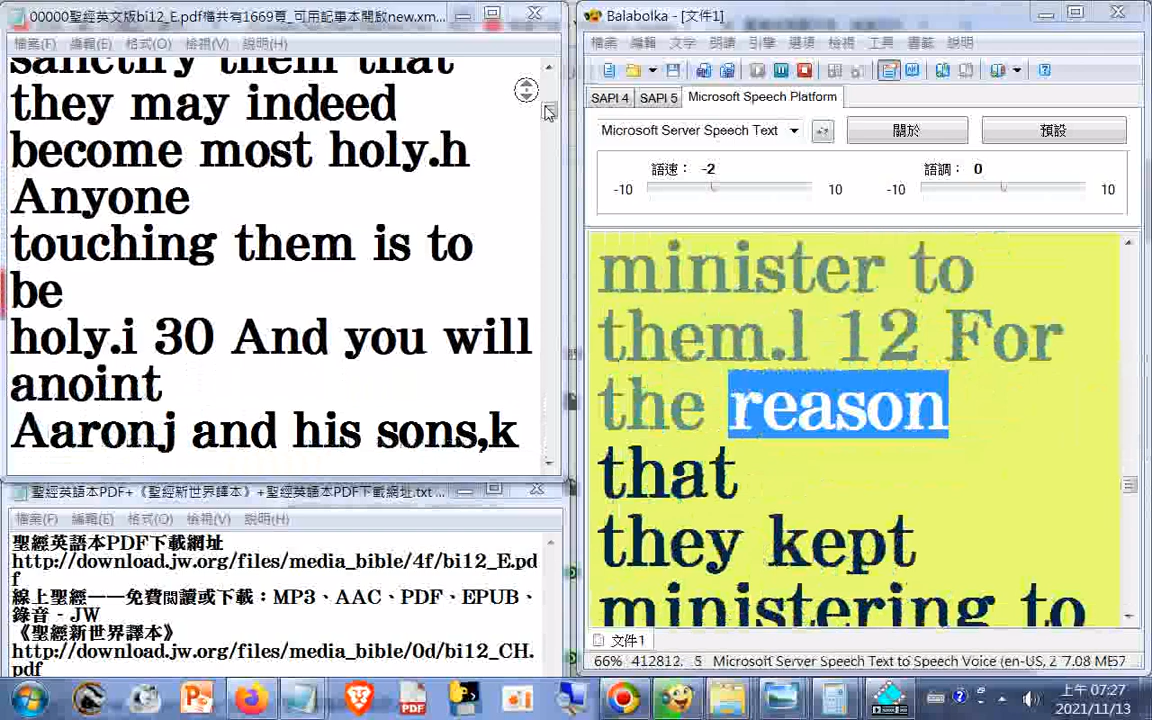 00000聖經英文版bi12_E.pdf檔共有1669頁_可用記事本開啟new.xm...
檔案(F) 編輯(E) 格式(O) 檢視(V) 說明(H)
sanctify them that
they may indeed
become most holy.h
Anyone
touching them is to
be
holy.i 30 And you will
anoint
Aaronj and his sons,k
聖經英語本PDF+《聖經新世界譯本》+聖經英語本PDF下載網址.txt ...
檔案(F) 編輯(E) 格式(O) 檢視(V) 說明(H)
聖經英語本PDF下載網址
http://download.jw.org/files/media_bible/4f/bi12_E.pd
f
線上聖經——免費閱讀或下載：MP3、AAC、PDF、EPUB、
錄音 - JW
《聖經新世界譯本》
http://download.jw.org/files/media_bible/0d/bi12_CH.
pdf
Balabolka - [文件1]
檔案 編輯 文字 朗讀 引擎 選項 檢視 工具 書籤 說明
SAPI 4 SAPI 5 Microsoft Speech Platform
Microsoft Server Speech Text 關於 預設
語速： -2 語調： 0
-10 10 -10 10
minister to
them.l 12 For
the reason
that
they kept
ministering to
文件1
66% 412812, 5 Microsoft Server Speech Text to Speech Voice (en-US, Z 7.08 MB
上午 07:27
2021/11/13